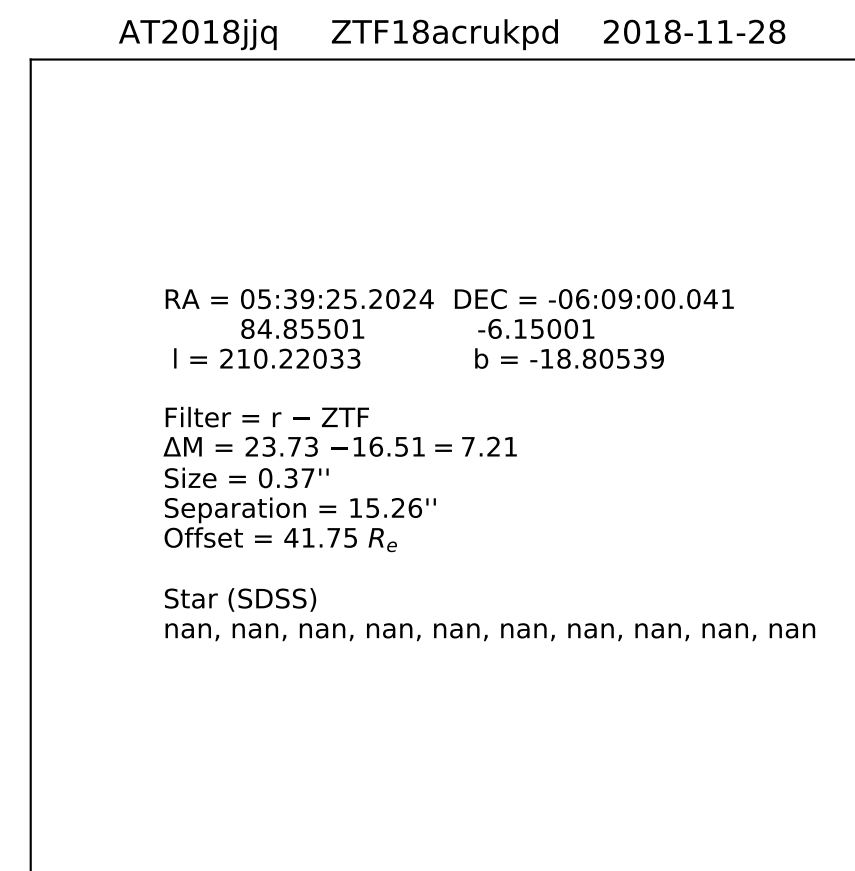 AT2018jjq ZTF18acrukpd 2018-11-28
RA = 05:39:25.2024 DEC = -06:09:00.041
84.85501 -6.15001
l = 210.22033 b = -18.80539
Filter = r − ZTF
ΔM = 23.73 −16.51 = 7.21
Size = 0.37''
Separation = 15.26''
Offset = 41.75 Re
Star (SDSS)
nan, nan, nan, nan, nan, nan, nan, nan, nan, nan